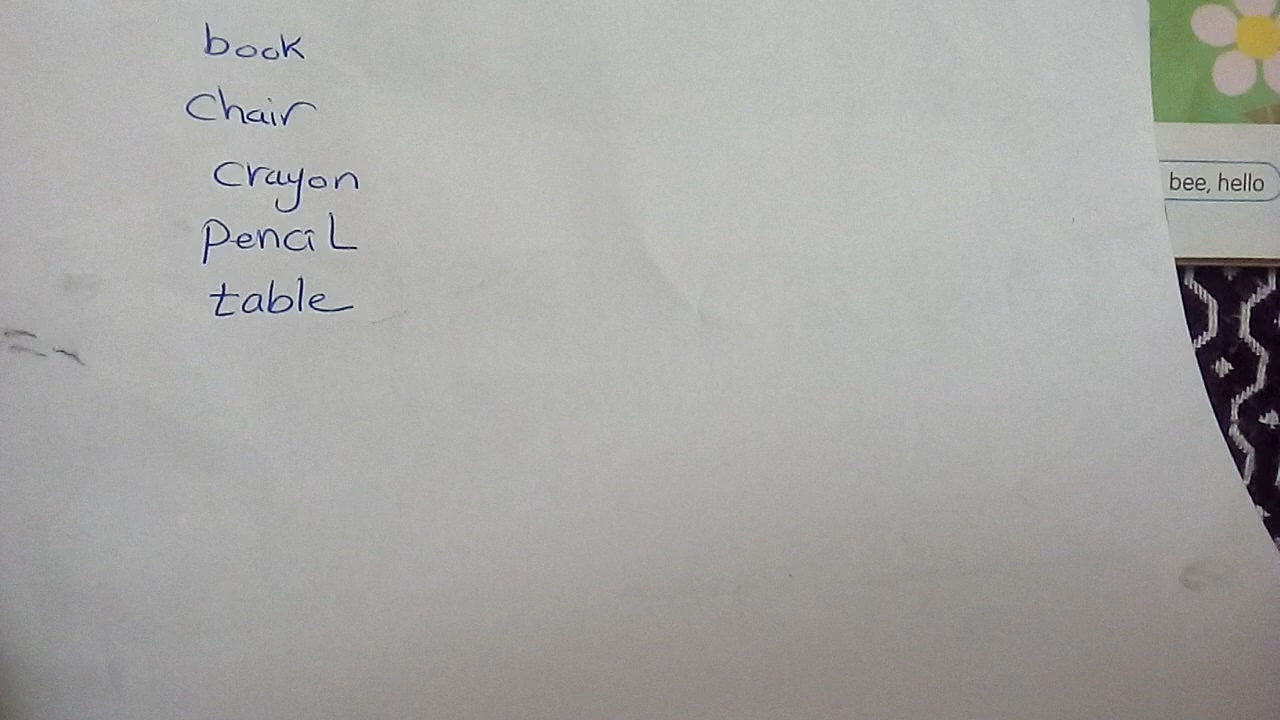 book
Chair
Crayon
bee, hello
PenciL
table